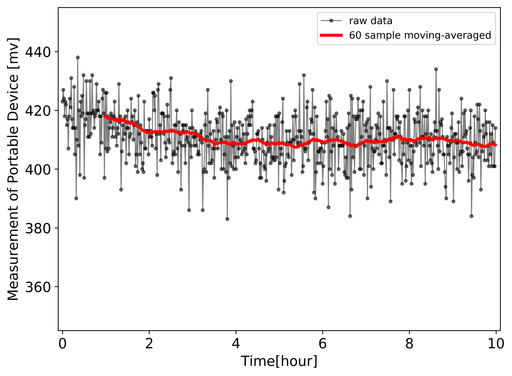 raw data
60 sample moving-averaged
Measurement of Portable Device [mv]
440
420
400
380
360
0 2 4 6 8 10
Time[hour]